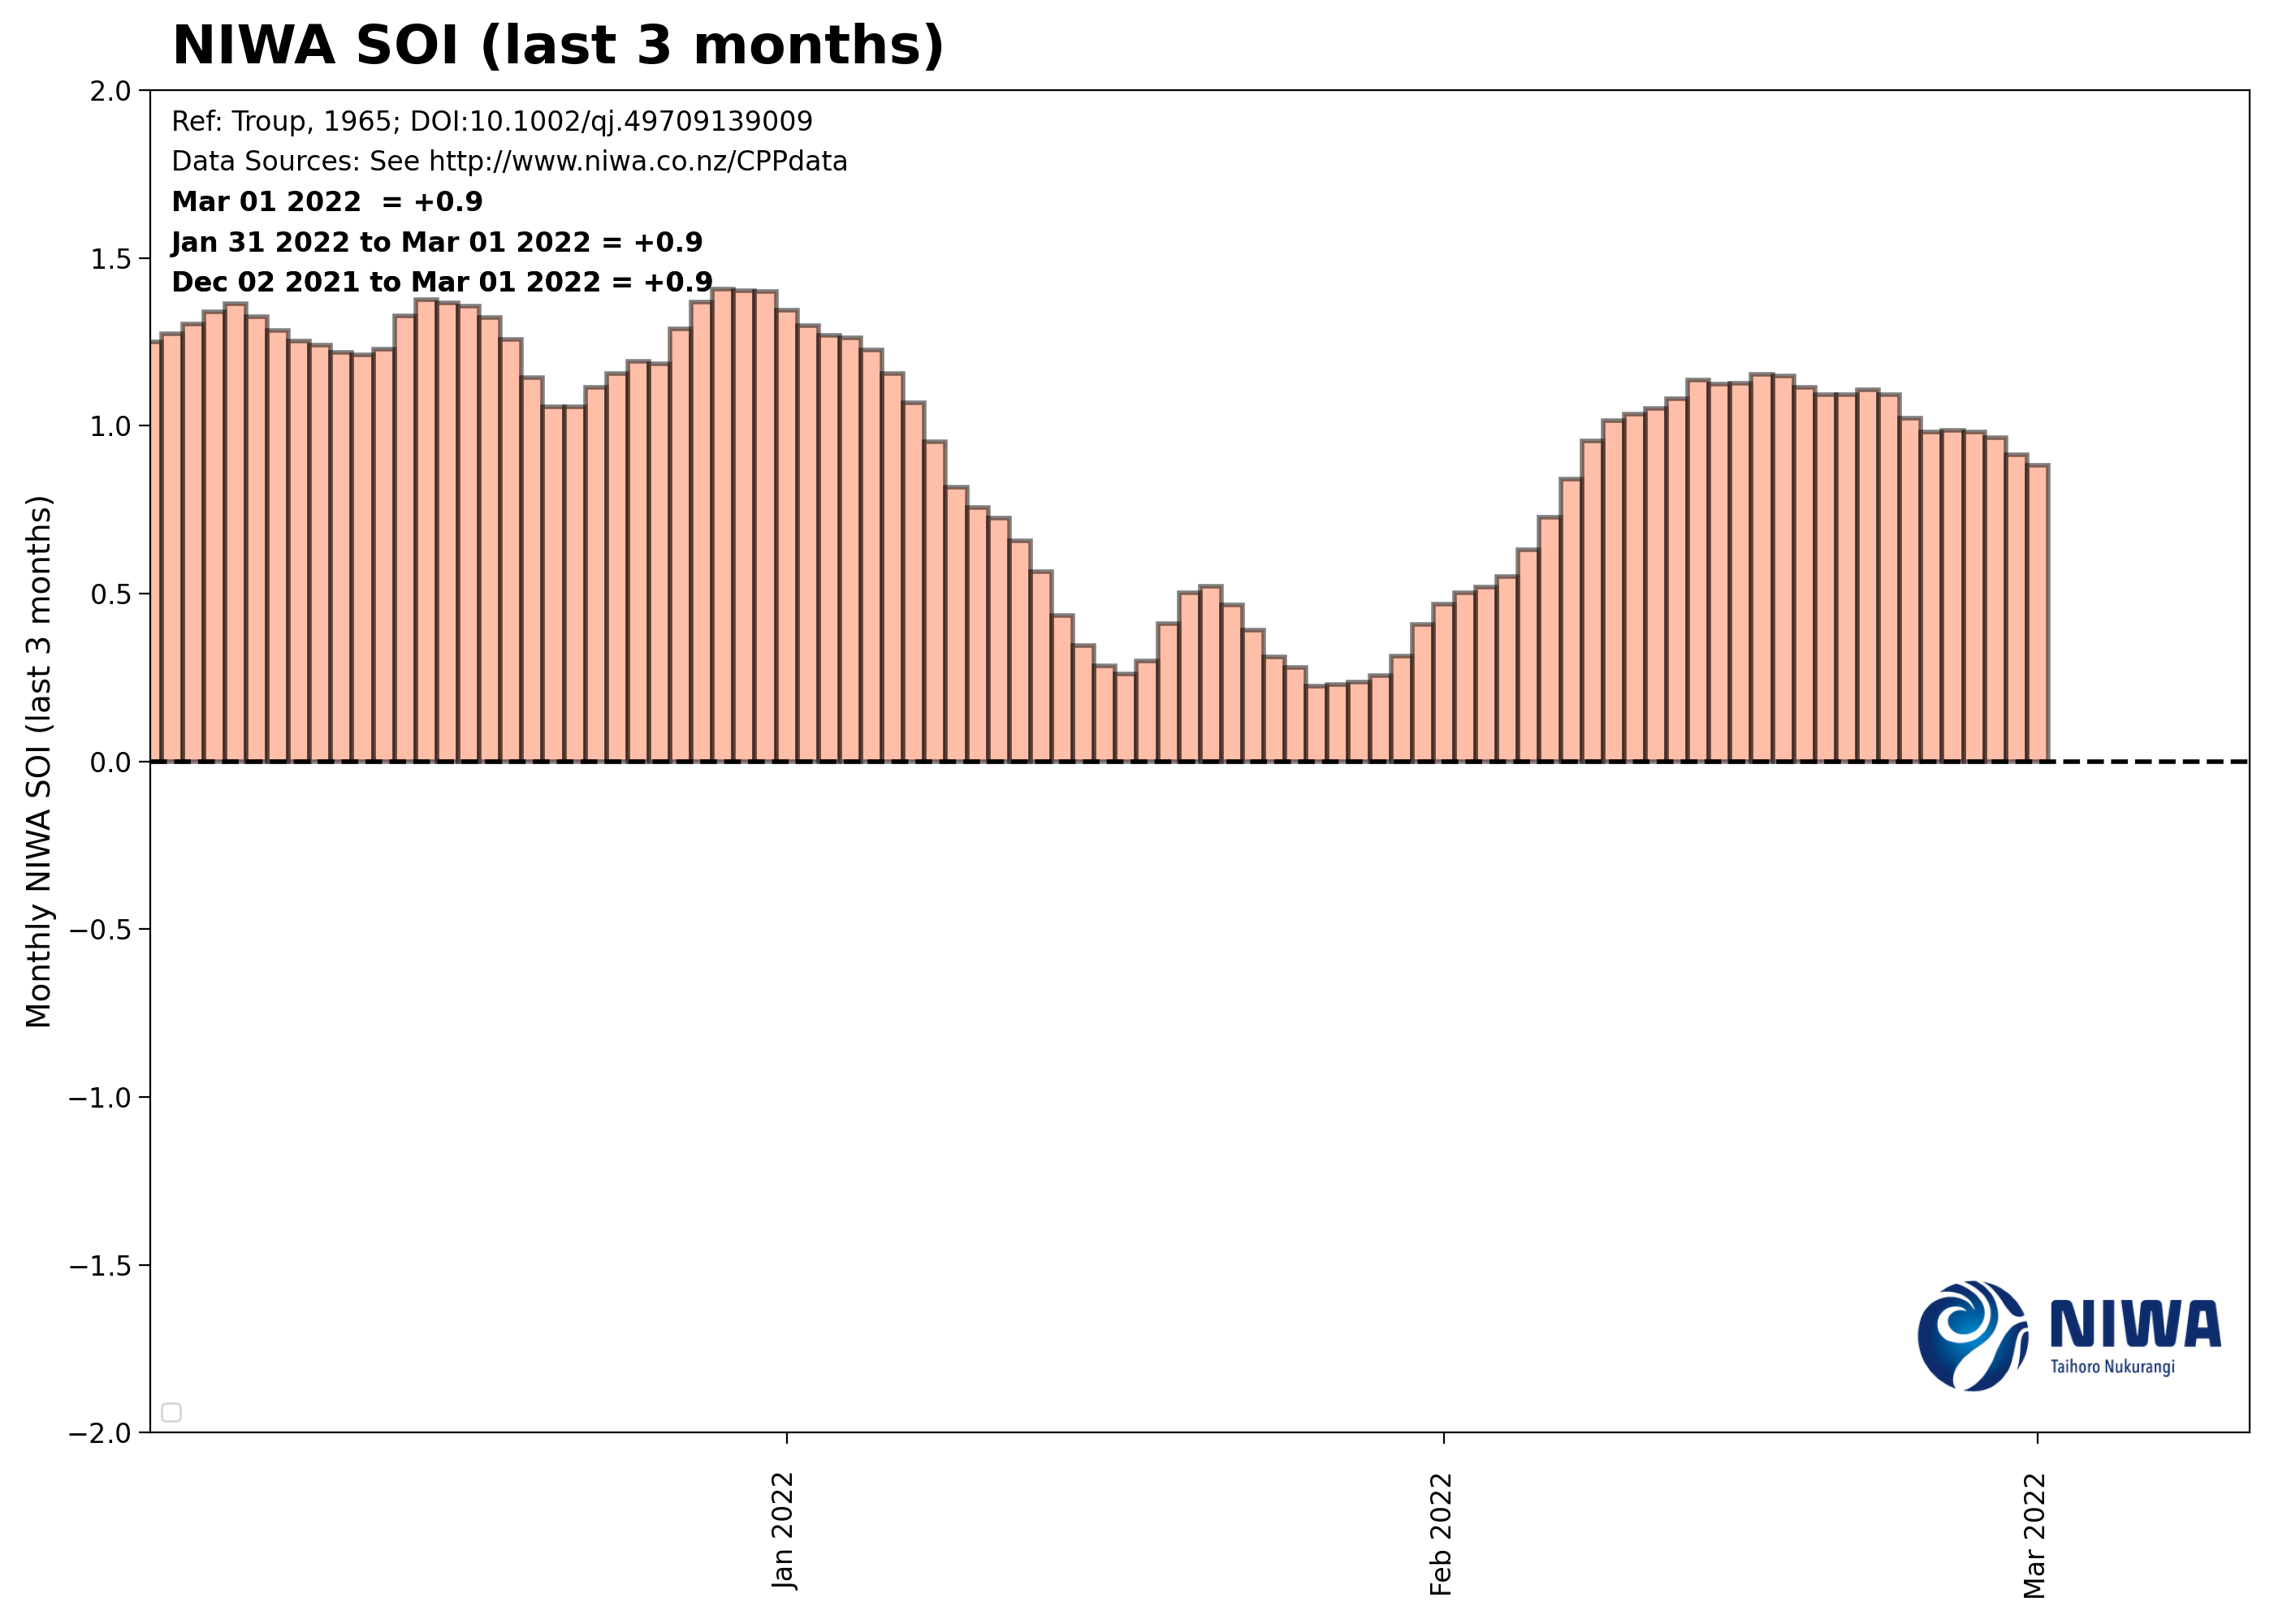 NIWA SOI (last 3 months)
2.0
Ref: Troup, 1965; DOI:10.1002/qj.49709139009
Data Sources: See http://www.niwa.co.nz/CPPdata
Mar 01 2022  = +0.9
Jan 31 2022 to Mar 01 2022 = +0.9
1.5
Dec 02 2021 to Mar 01 2022 = +0.9
1.0
0.5
0.0
−0.5
−1.0
−1.5
−2.0
Monthly NIWA SOI (last 3 months)
NIWA
Taihoro Nukurangi
Jan 2022
Feb 2022
Mar 2022